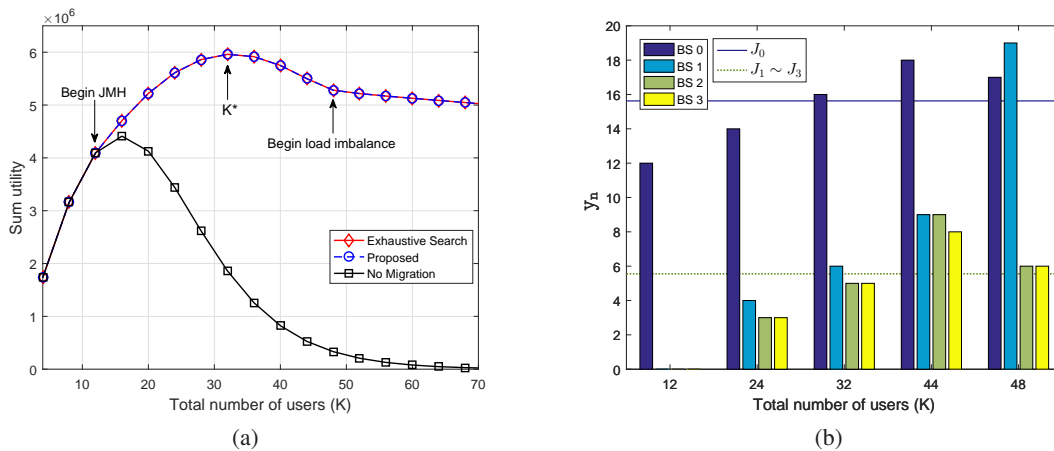 ×10^6
7
6
5
4
3
2
1
0
10 20 30 40 50 60 70
Sum utility
Total number of users (K)
Begin JMH
K*
Begin load imbalance
Exhaustive Search
Proposed
No Migration
(a)
20
18
16
14
12
10
8
6
4
2
0
12 24 32 44 48
y_n
Total number of users (K)
BS 0
BS 1
BS 2
BS 3
J_0
J_1 ∼ J_3
(b)